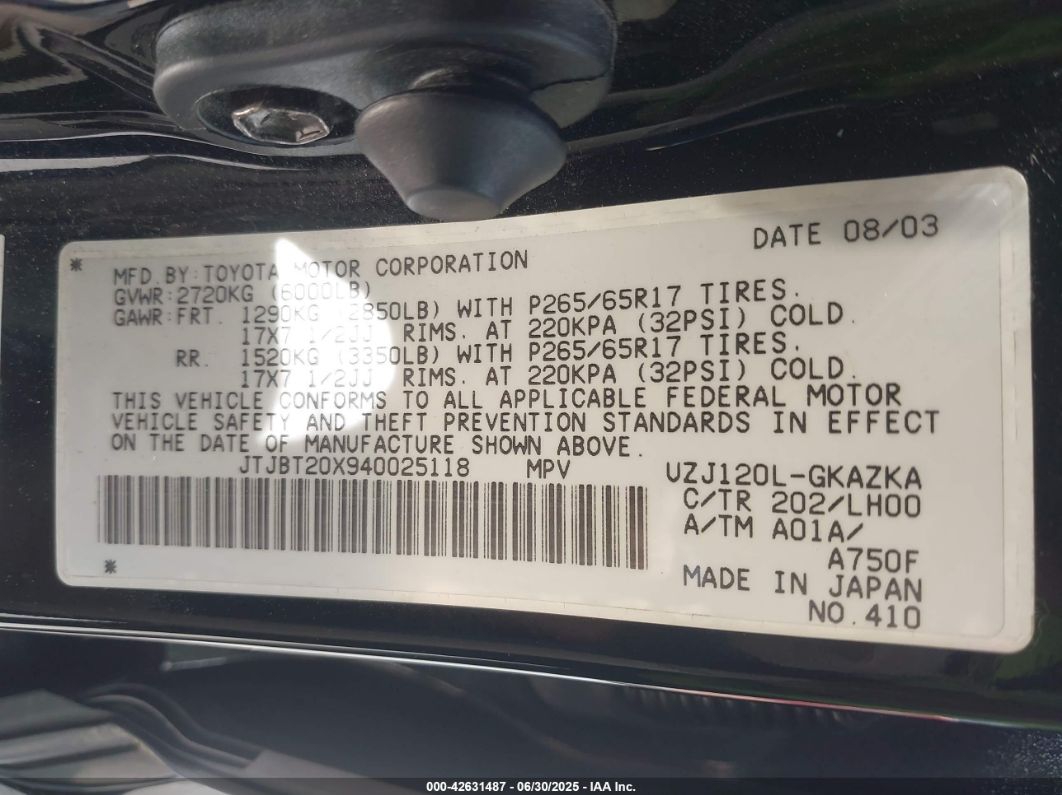 DATE 08/03
* MFD.BY:TOYOTA MOTOR CORPORATION
GVWR:2720KG (6000LB)
GAWR:FRT. 1290KG (2850LB) WITH P265/65R17 TIRES.
17X7 1/2JJ RIMS. AT 220KPA (32PSI) COLD.
RR. 1520KG (3350LB) WITH P265/65R17 TIRES.
17X7 1/2JJ RIMS. AT 220KPA (32PSI) COLD.
THIS VEHICLE CONFORMS TO ALL APPLICABLE FEDERAL MOTOR
VEHICLE SAFETY AND THEFT PREVENTION STANDARDS IN EFFECT
ON THE DATE OF MANUFACTURE SHOWN ABOVE.
JTJBT20X940025118 MPV UZJ120L-GKAZKA
C/TR 202/LH00
A/TM A01A/
A750F
* MADE IN JAPAN
NO.410
000-42631487 - 06/30/2025 - IAA Inc.